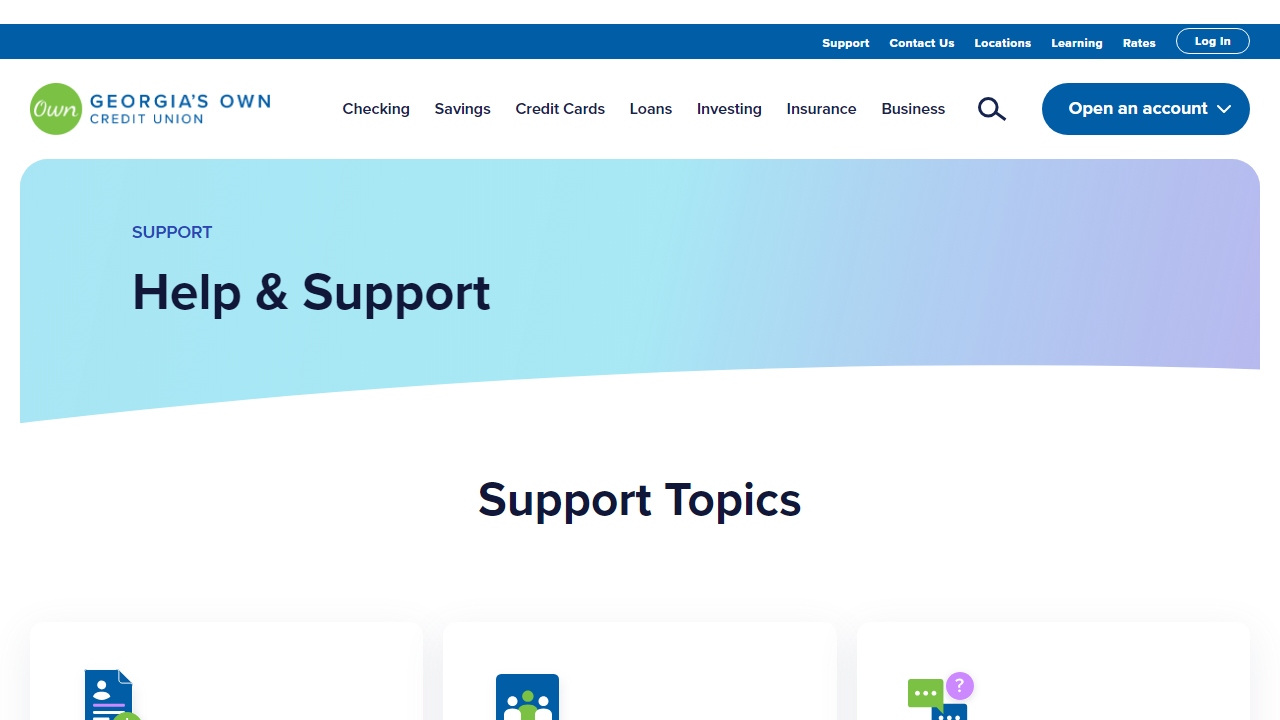 Support Contact Us Locations Learning Rates Log In
Own GEORGIA'S OWN
CREDIT UNION
Checking Savings Credit Cards Loans Investing Insurance Business Open an account
SUPPORT
Help & Support
Support Topics
?